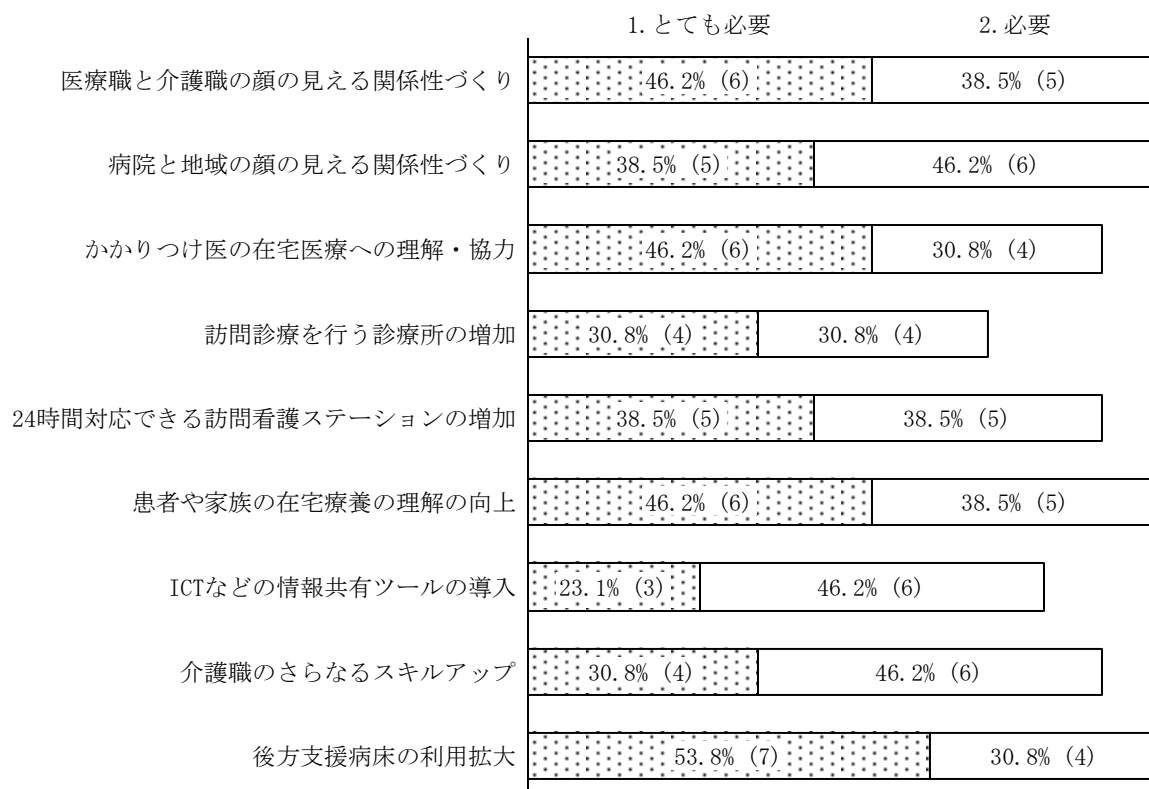 1.とても必要 2.必要
医療職と介護職の顔の見える関係性づくり 46.2% (6) 38.5% (5)
病院と地域の顔の見える関係性づくり 38.5% (5) 46.2% (6)
かかりつけ医の在宅医療への理解・協力 46.2% (6) 30.8% (4)
訪問診療を行う診療所の増加 30.8% (4) 30.8% (4)
24時間対応できる訪問看護ステーションの増加 38.5% (5) 38.5% (5)
患者や家族の在宅療養の理解の向上 46.2% (6) 38.5% (5)
ICTなどの情報共有ツールの導入 23.1% (3) 46.2% (6)
介護職のさらなるスキルアップ 30.8% (4) 46.2% (6)
後方支援病床の利用拡大 53.8% (7) 30.8% (4)